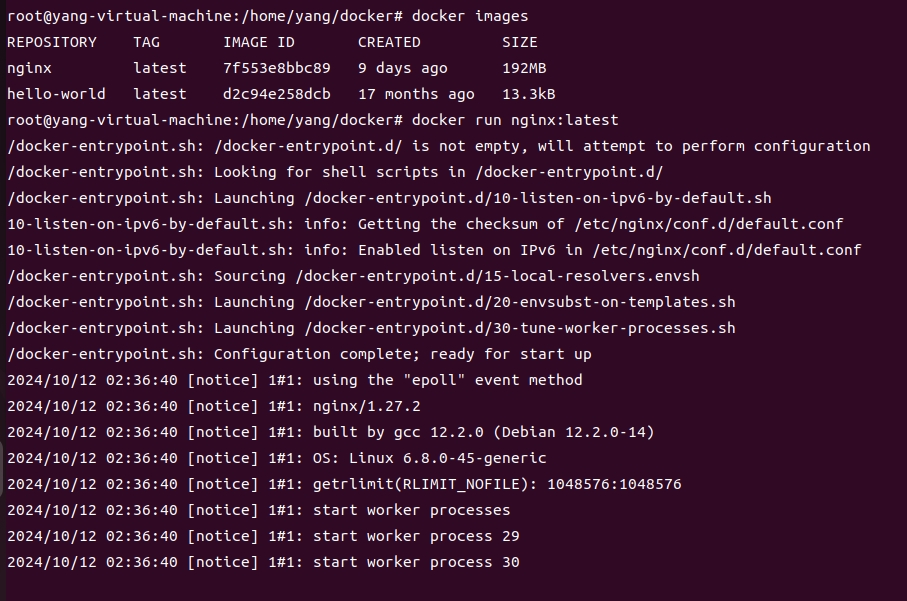 root@yang-virtual-machine:/home/yang/docker# docker images
REPOSITORY    TAG       IMAGE ID       CREATED         SIZE
nginx         latest    7f553e8bbc89   9 days ago      192MB
hello-world   latest    d2c94e258dcb   17 months ago   13.3kB
root@yang-virtual-machine:/home/yang/docker# docker run nginx:latest
/docker-entrypoint.sh: /docker-entrypoint.d/ is not empty, will attempt to perform configuration
/docker-entrypoint.sh: Looking for shell scripts in /docker-entrypoint.d/
/docker-entrypoint.sh: Launching /docker-entrypoint.d/10-listen-on-ipv6-by-default.sh
10-listen-on-ipv6-by-default.sh: info: Getting the checksum of /etc/nginx/conf.d/default.conf
10-listen-on-ipv6-by-default.sh: info: Enabled listen on IPv6 in /etc/nginx/conf.d/default.conf
/docker-entrypoint.sh: Sourcing /docker-entrypoint.d/15-local-resolvers.envsh
/docker-entrypoint.sh: Launching /docker-entrypoint.d/20-envsubst-on-templates.sh
/docker-entrypoint.sh: Launching /docker-entrypoint.d/30-tune-worker-processes.sh
/docker-entrypoint.sh: Configuration complete; ready for start up
2024/10/12 02:36:40 [notice] 1#1: using the "epoll" event method
2024/10/12 02:36:40 [notice] 1#1: nginx/1.27.2
2024/10/12 02:36:40 [notice] 1#1: built by gcc 12.2.0 (Debian 12.2.0-14)
2024/10/12 02:36:40 [notice] 1#1: OS: Linux 6.8.0-45-generic
2024/10/12 02:36:40 [notice] 1#1: getrlimit(RLIMIT_NOFILE): 1048576:1048576
2024/10/12 02:36:40 [notice] 1#1: start worker processes
2024/10/12 02:36:40 [notice] 1#1: start worker process 29
2024/10/12 02:36:40 [notice] 1#1: start worker process 30